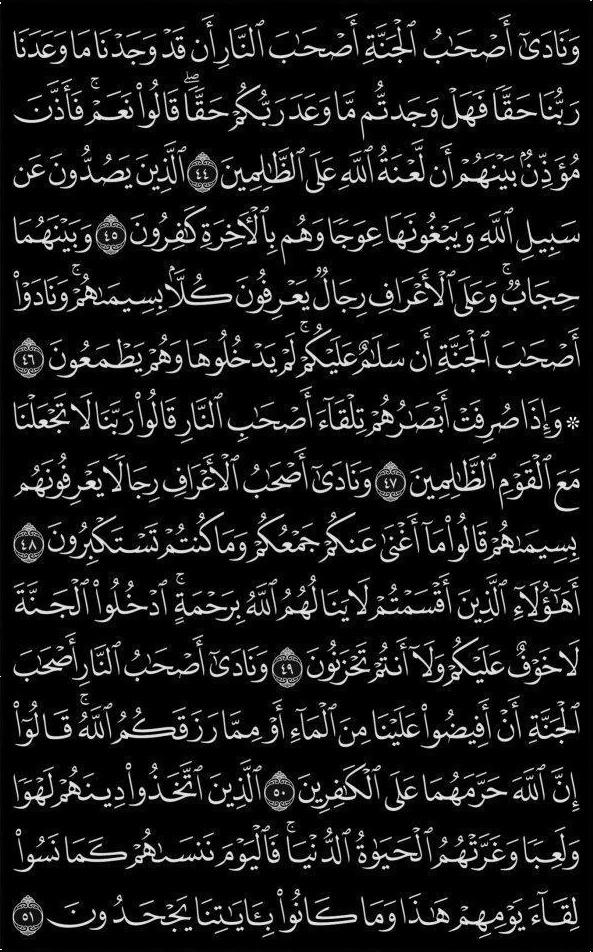 وَنَادَىٰٓ أَصْحَـٰبُ ٱلْجَنَّةِ أَصْحَـٰبَ ٱلنَّارِ أَن قَدْ وَجَدْنَا مَا وَعَدَنَا
رَبُّنَا حَقًّا فَهَلْ وَجَدتُّم مَّا وَعَدَ رَبُّكُمْ حَقًّا ۖ قَالُوا۟ نَعَمْ ۚ فَأَذَّنَ
مُؤَذِّنٌۢ بَيْنَهُمْ أَن لَّعْنَةُ ٱللَّهِ عَلَى ٱلظَّـٰلِمِينَ ٤٤ ٱلَّذِينَ يَصُدُّونَ عَن
سَبِيلِ ٱللَّهِ وَيَبْغُونَهَا عِوَجًا وَهُم بِٱلْـَٔاخِرَةِ كَـٰفِرُونَ ٤٥ وَبَيْنَهُمَا
حِجَابٌ ۚ وَعَلَى ٱلْأَعْرَافِ رِجَالٌ يَعْرِفُونَ كُلًّۢا بِسِيمَىٰهُمْ ۚ وَنَادَوْا۟
أَصْحَـٰبَ ٱلْجَنَّةِ أَن سَلَـٰمٌ عَلَيْكُمْ ۚ لَمْ يَدْخُلُوهَا وَهُمْ يَطْمَعُونَ ٤٦
* وَإِذَا صُرِفَتْ أَبْصَـٰرُهُمْ تِلْقَآءَ أَصْحَـٰبِ ٱلنَّارِ قَالُوا۟ رَبَّنَا لَا تَجْعَلْنَا
مَعَ ٱلْقَوْمِ ٱلظَّـٰلِمِينَ ٤٧ وَنَادَىٰٓ أَصْحَـٰبُ ٱلْأَعْرَافِ رِجَالًا يَعْرِفُونَهُم
بِسِيمَىٰهُمْ قَالُوا۟ مَآ أَغْنَىٰ عَنكُمْ جَمْعُكُمْ وَمَا كُنتُمْ تَسْتَكْبِرُونَ ٤٨
أَهَـٰٓؤُلَآءِ ٱلَّذِينَ أَقْسَمْتُمْ لَا يَنَالُهُمُ ٱللَّهُ بِرَحْمَةٍ ۚ ٱدْخُلُوا۟ ٱلْجَنَّةَ
لَا خَوْفٌ عَلَيْكُمْ وَلَآ أَنتُمْ تَحْزَنُونَ ٤٩ وَنَادَىٰٓ أَصْحَـٰبُ ٱلنَّارِ أَصْحَـٰبَ
ٱلْجَنَّةِ أَنْ أَفِيضُوا۟ عَلَيْنَا مِنَ ٱلْمَآءِ أَوْ مِمَّا رَزَقَكُمُ ٱللَّهُ ۚ قَالُوٓا۟
إِنَّ ٱللَّهَ حَرَّمَهُمَا عَلَى ٱلْكَـٰفِرِينَ ٥٠ ٱلَّذِينَ ٱتَّخَذُوا۟ دِينَهُمْ لَهْوًا
وَلَعِبًا وَغَرَّتْهُمُ ٱلْحَيَوٰةُ ٱلدُّنْيَا ۚ فَٱلْيَوْمَ نَنسَىٰهُمْ كَمَا نَسُوا۟
لِقَآءَ يَوْمِهِمْ هَـٰذَا وَمَا كَانُوا۟ بِـَٔايَـٰتِنَا يَجْحَدُونَ ٥١